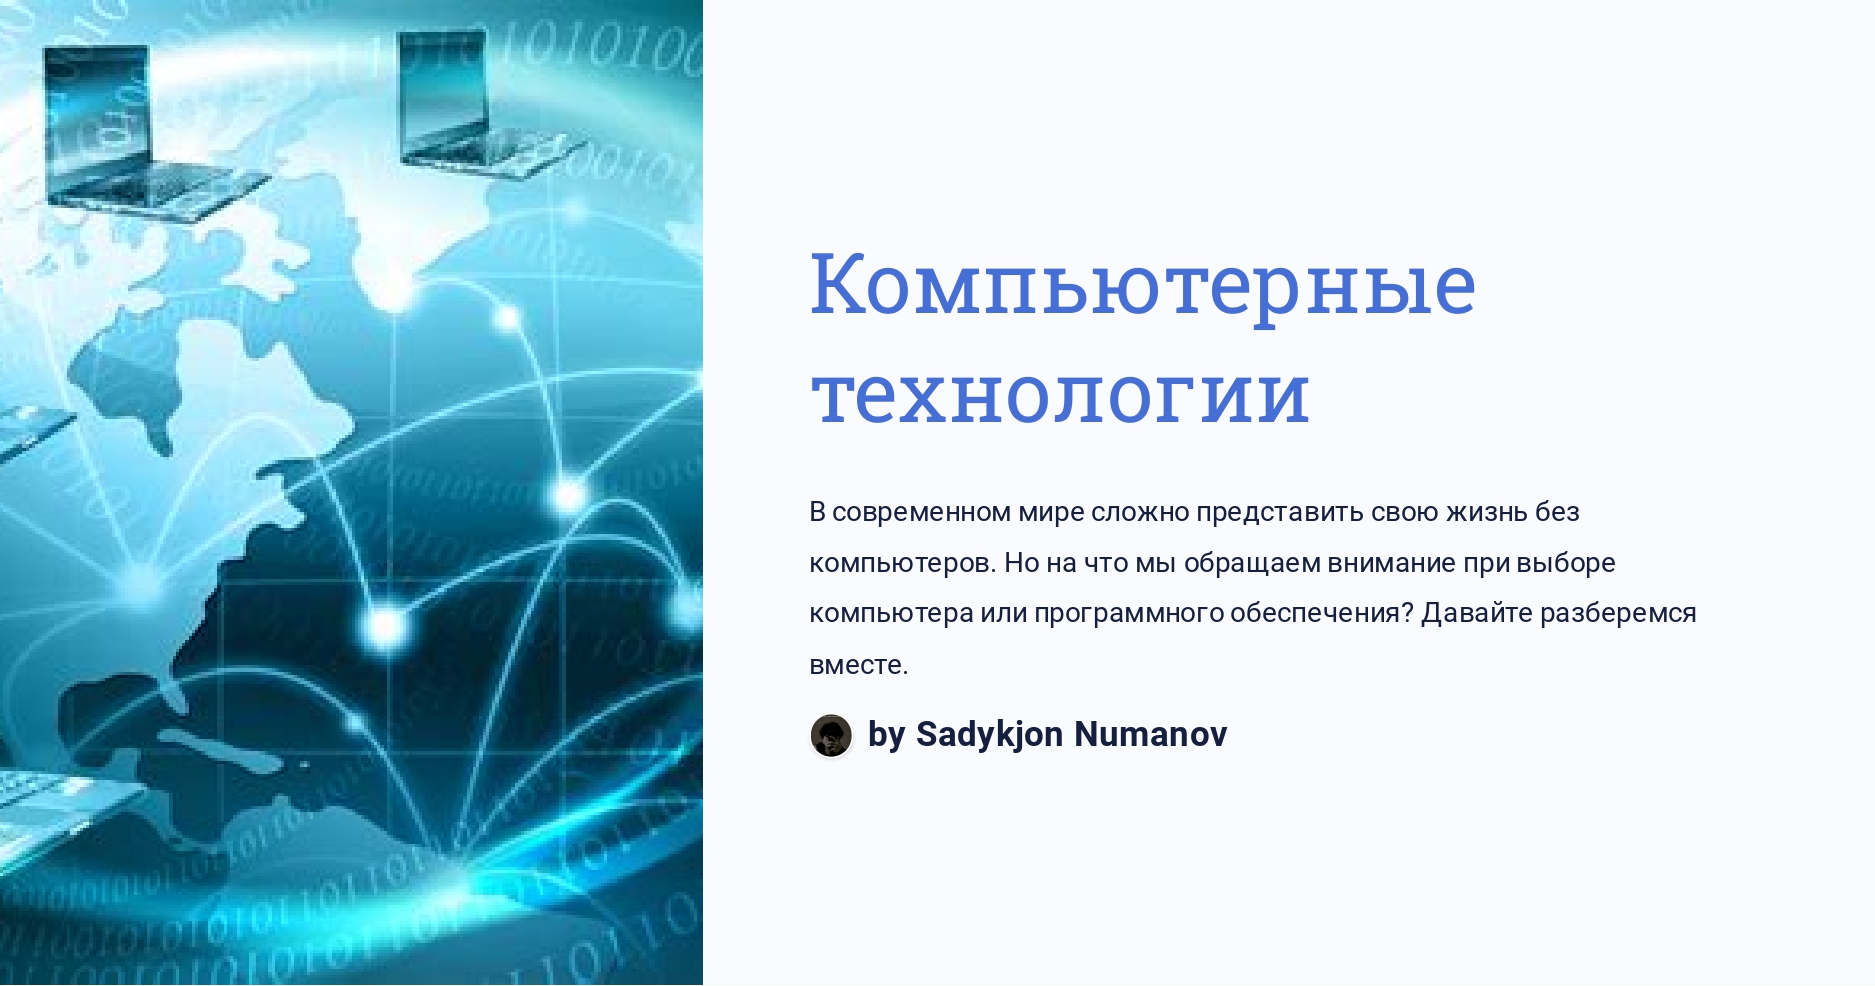 Компьютерные
технологии
В современном мире сложно представить свою жизнь без
компьютеров. Но на что мы обращаем внимание при выборе
компьютера или программного обеспечения? Давайте разберемся
вместе.
by Sadykjon Numanov